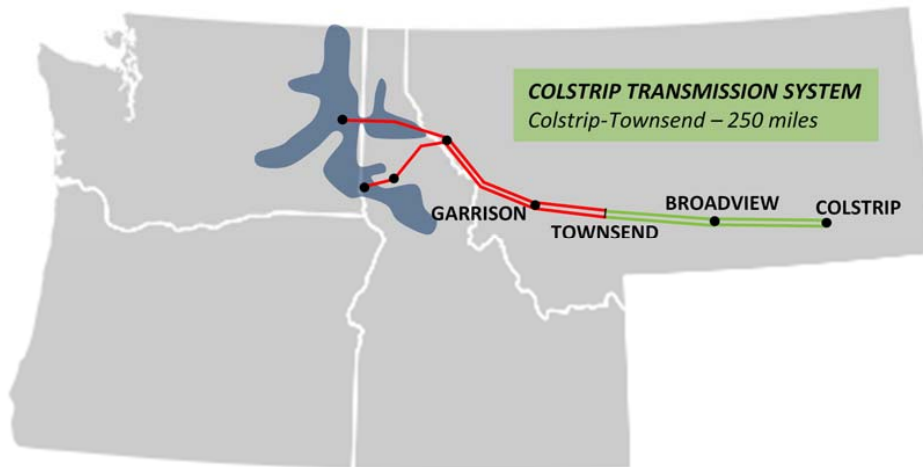 COLSTRIP TRANSMISSION SYSTEM
Colstrip-Townsend – 250 miles
GARRISON
TOWNSEND
BROADVIEW
COLSTRIP